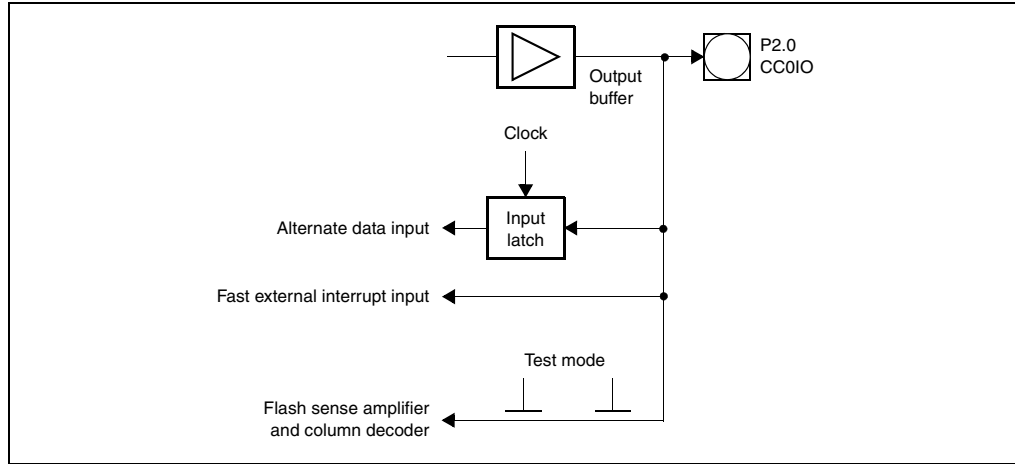 P2.0
CC0IO
Output
buffer
Clock
Input
latch
Alternate data input
Fast external interrupt input
Test mode
Flash sense amplifier
and column decoder